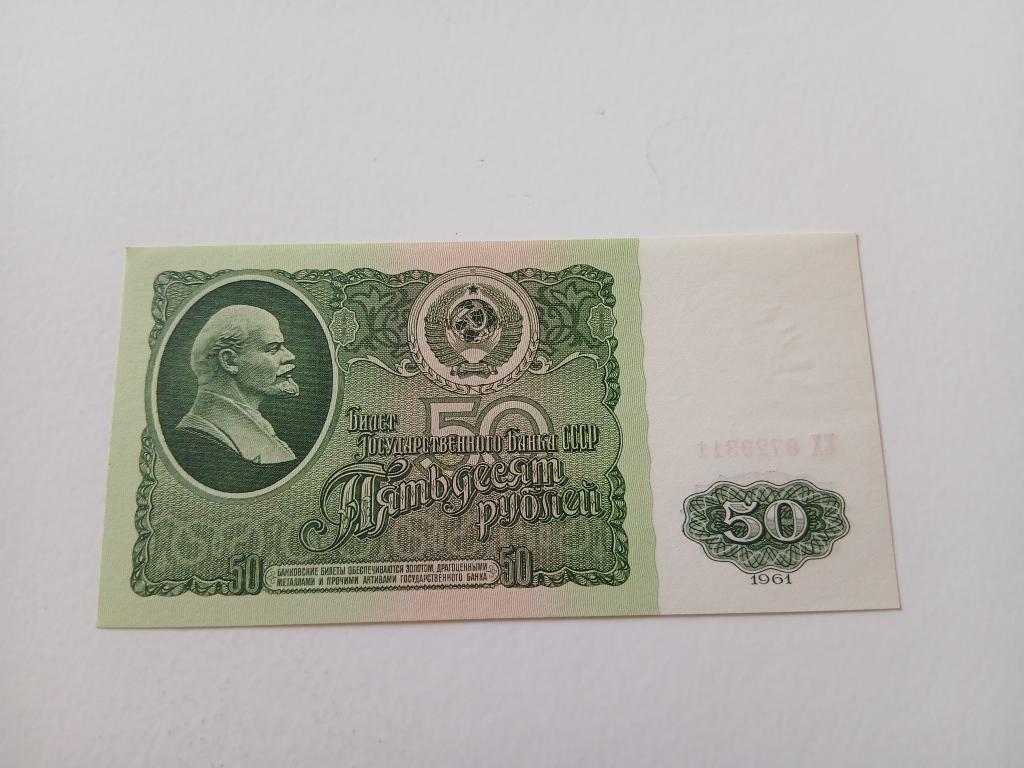 50
Билет
Государственного Банка СССР
Пятьдесят
рублей
50
БАНКОВСКИЕ БИЛЕТЫ ОБЕСПЕЧИВАЮТСЯ ЗОЛОТОМ, ДРАГОЦЕННЫМИ
МЕТАЛЛАМИ И ПРОЧИМИ АКТИВАМИ ГОСУДАРСТВЕННОГО БАНКА
50
50
1961